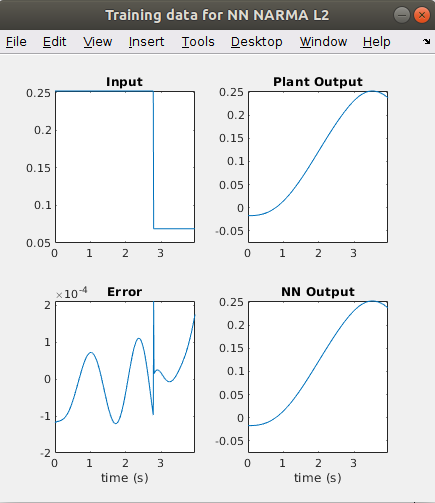 Training data for NN NARMA L2
File Edit View Insert Tools Desktop Window Help
Input
0.25
0.2
0.15
0.1
0.05
0 1 2 3
Plant Output
0.25
0.2
0.15
0.1
0.05
0
-0.05
0 1 2 3
Error
×10-4
2
1
0
-1
-2
0 1 2 3
time (s)
NN Output
0.25
0.2
0.15
0.1
0.05
0
-0.05
0 1 2 3
time (s)